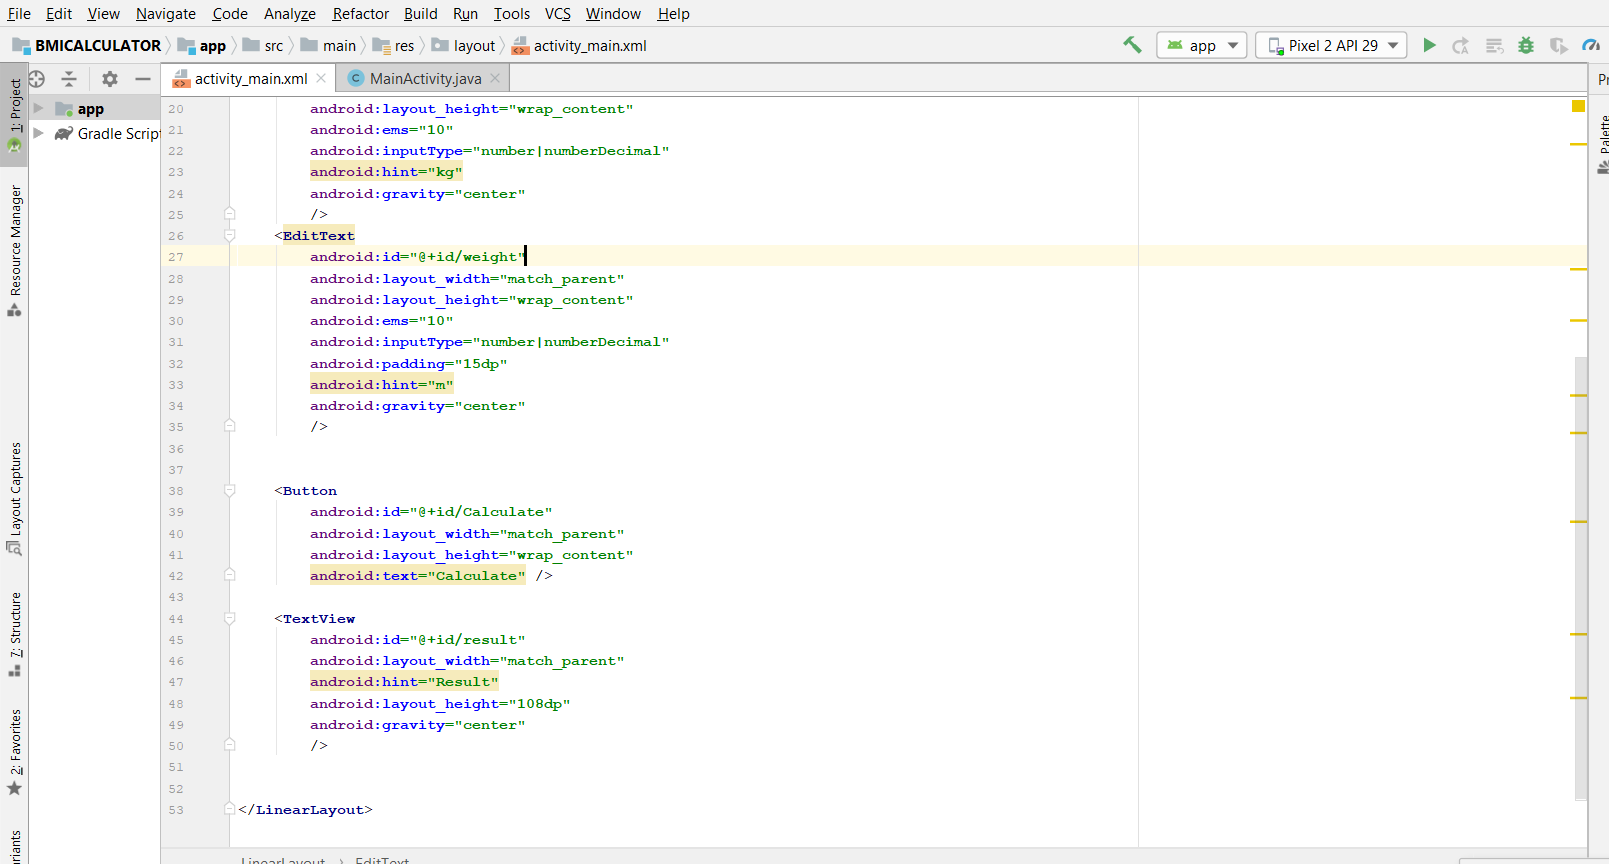 File Edit View Navigate Code Analyze Refactor Build Run Tools VCS Window Help
BMICALCULATOR app src main res layout activity_main.xml app Pixel 2 API 29
1: Project
Resource Manager
Layout Captures
7: Structure
2: Favorites
app
Gradle Script
activity_main.xml MainActivity.java
20 android:layout_height="wrap_content"
21 android:ems="10"
22 android:inputType="number|numberDecimal"
23 android:hint="kg"
24 android:gravity="center"
25 />
26 <EditText
27 android:id="@+id/weight"
28 android:layout_width="match_parent"
29 android:layout_height="wrap_content"
30 android:ems="10"
31 android:inputType="number|numberDecimal"
32 android:padding="15dp"
33 android:hint="m"
34 android:gravity="center"
35 />
36
37
38 <Button
39 android:id="@+id/Calculate"
40 android:layout_width="match_parent"
41 android:layout_height="wrap_content"
42 android:text="Calculate" />
43
44 <TextView
45 android:id="@+id/result"
46 android:layout_width="match_parent"
47 android:hint="Result"
48 android:layout_height="108dp"
49 android:gravity="center"
50 />
51
52
53 </LinearLayout>
LinearLayout EditText
Palette